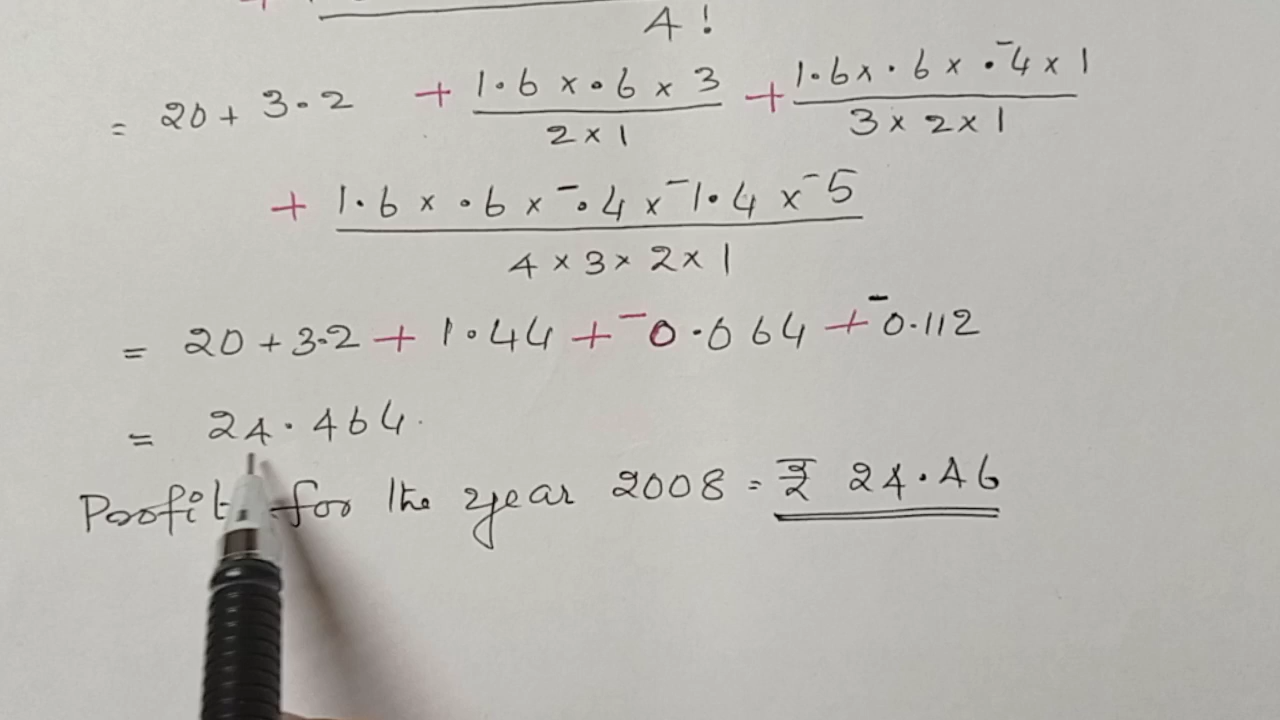 + ─────── 4!
= 20 + 3.2 + (1.6 x .6 x 3)/(2 x 1) + (1.6 x .6 x -.4 x 1)/(3 x 2 x 1)
+ (1.6 x .6 x -.4 x -1.4 x -5)/(4 x 3 x 2 x 1)
= 20 + 3.2 + 1.44 + -0.064 + -0.112
= 24.464.
Profit for the year 2008 = ₹ 24.46